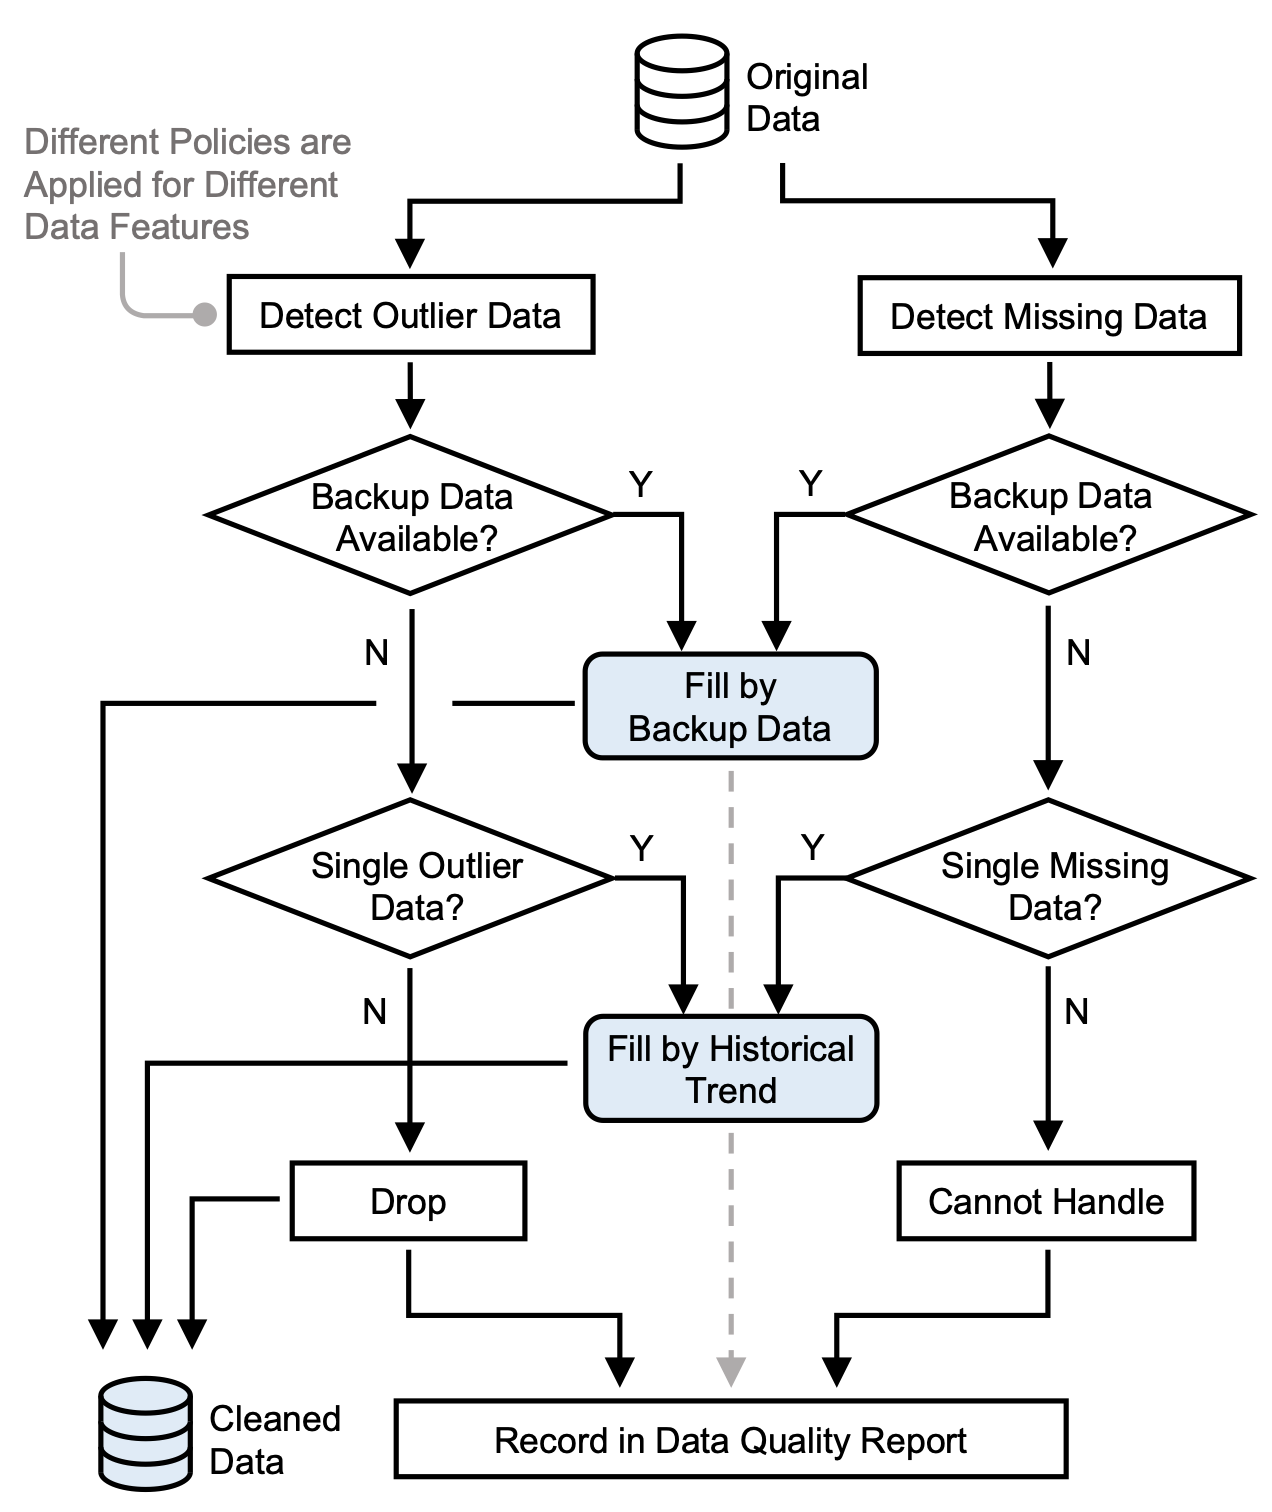 Original
Data
Different Policies are
Applied for Different
Data Features
Detect Outlier Data
Detect Missing Data
Backup Data
Available?
Y
Y
Backup Data
Available?
N
Fill by
Backup Data
N
Single Outlier
Data?
Y
Y
Single Missing
Data?
N
Fill by Historical
Trend
N
Drop
Cannot Handle
Cleaned
Data
Record in Data Quality Report